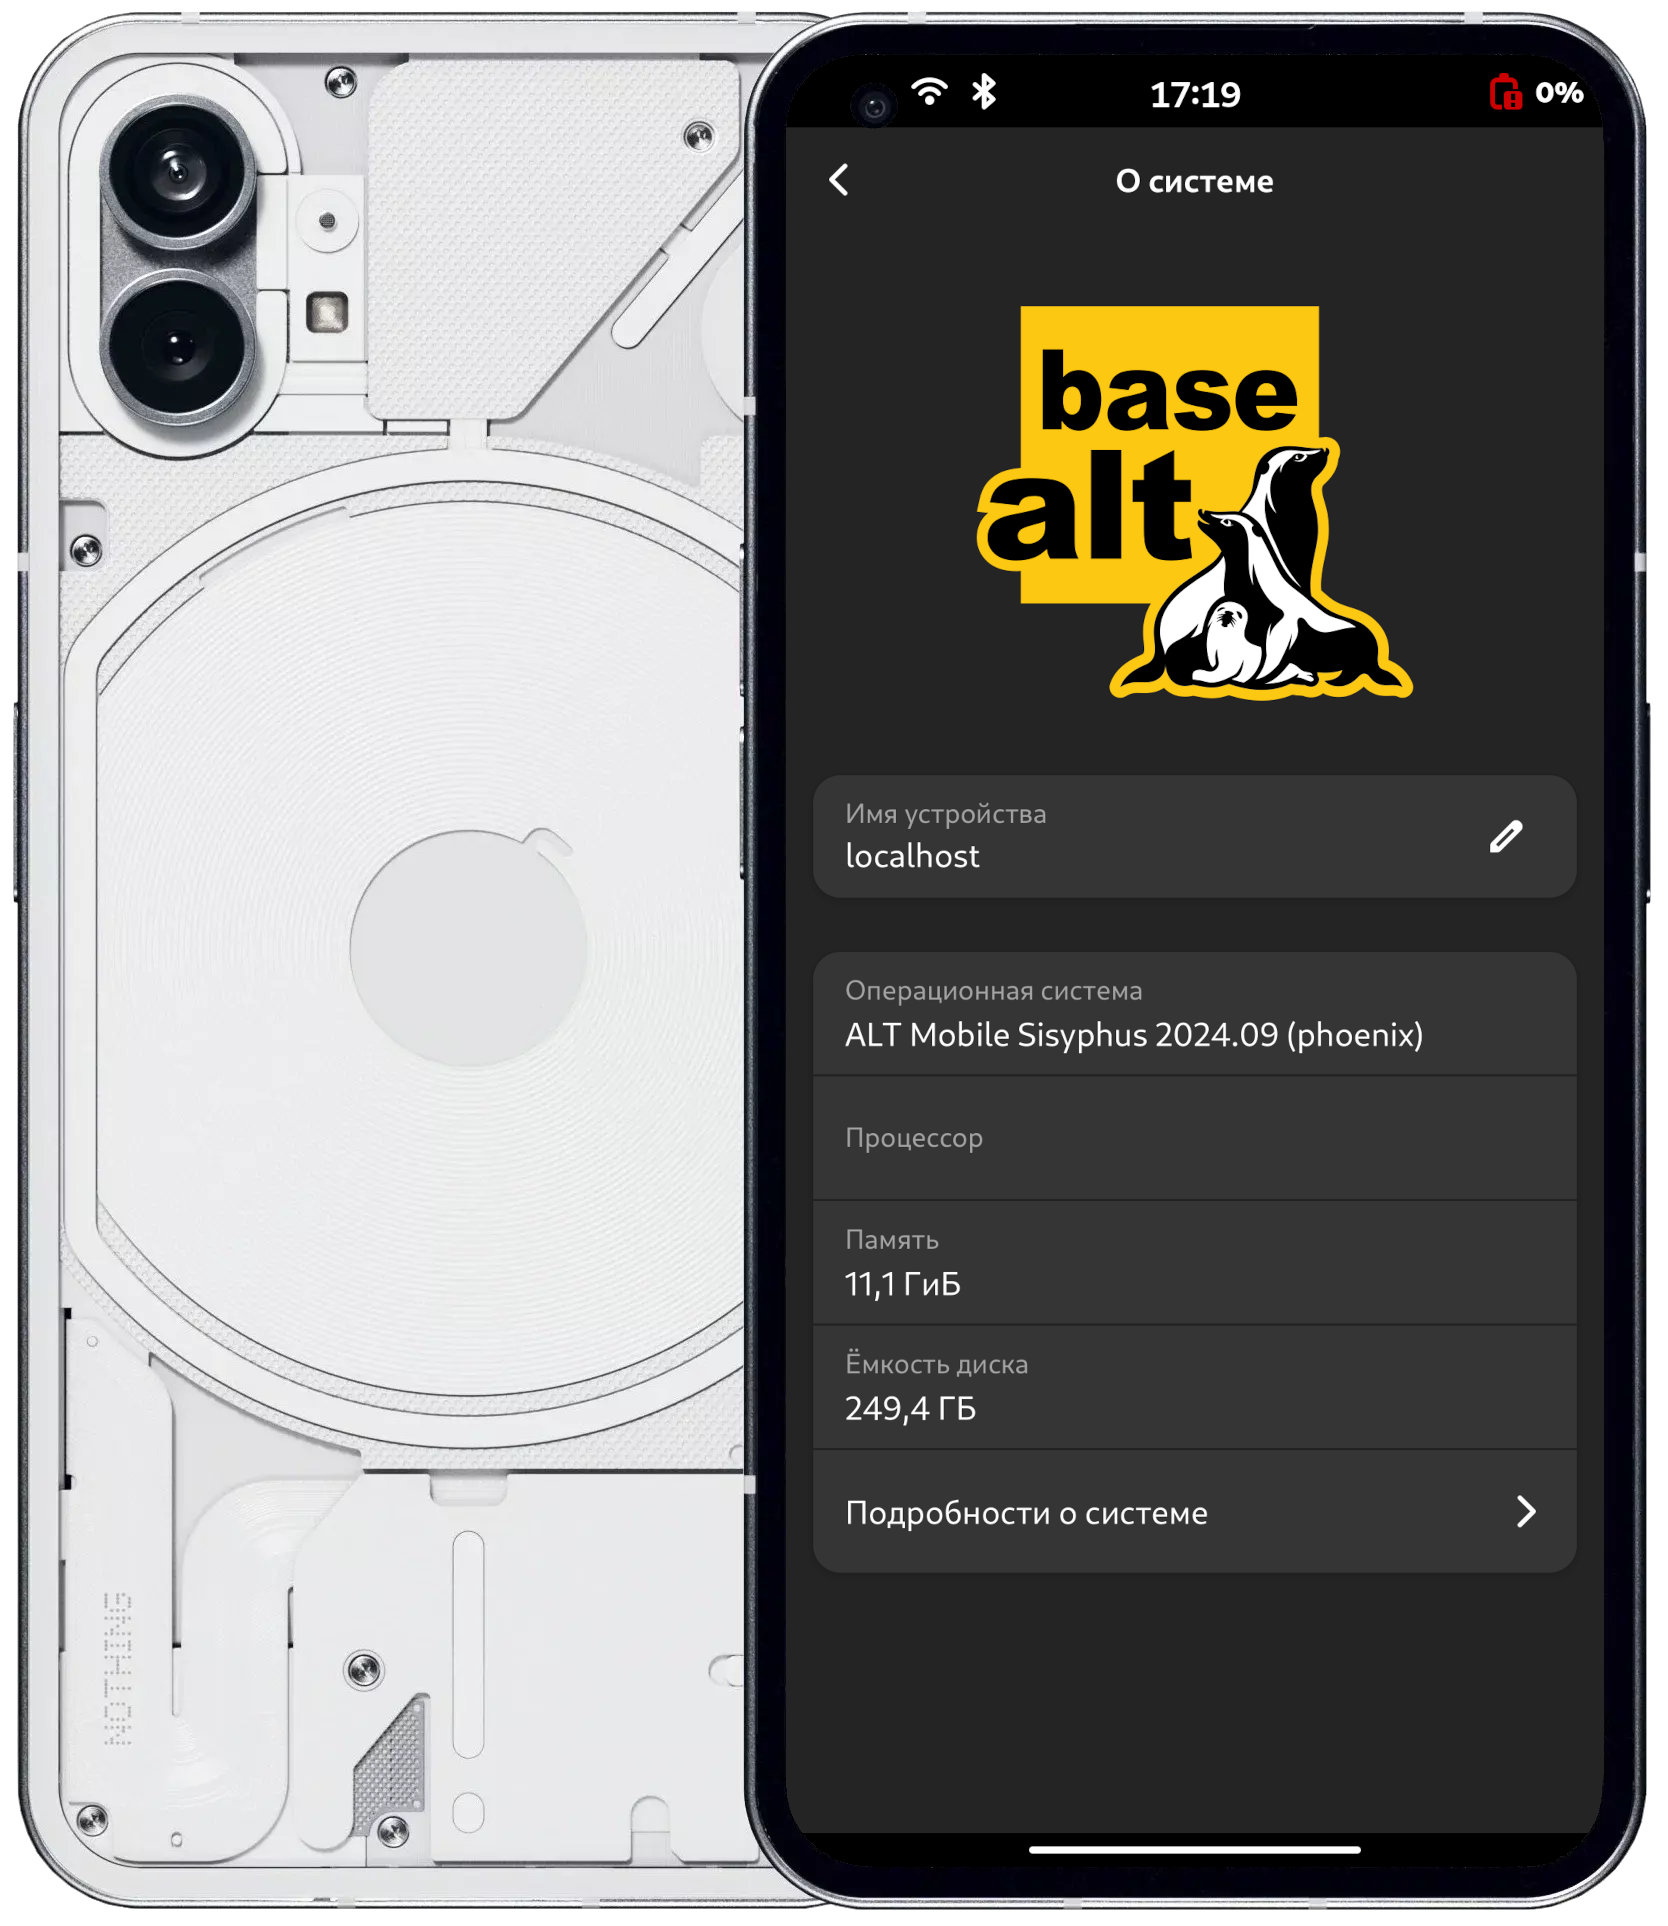 NOTHING
17:19
0%
О системе
base
alt
Имя устройства
localhost
Операционная система
ALT Mobile Sisyphus 2024.09 (phoenix)
Процессор
Память
11,1 ГиБ
Ёмкость диска
249,4 ГБ
Подробности о системе